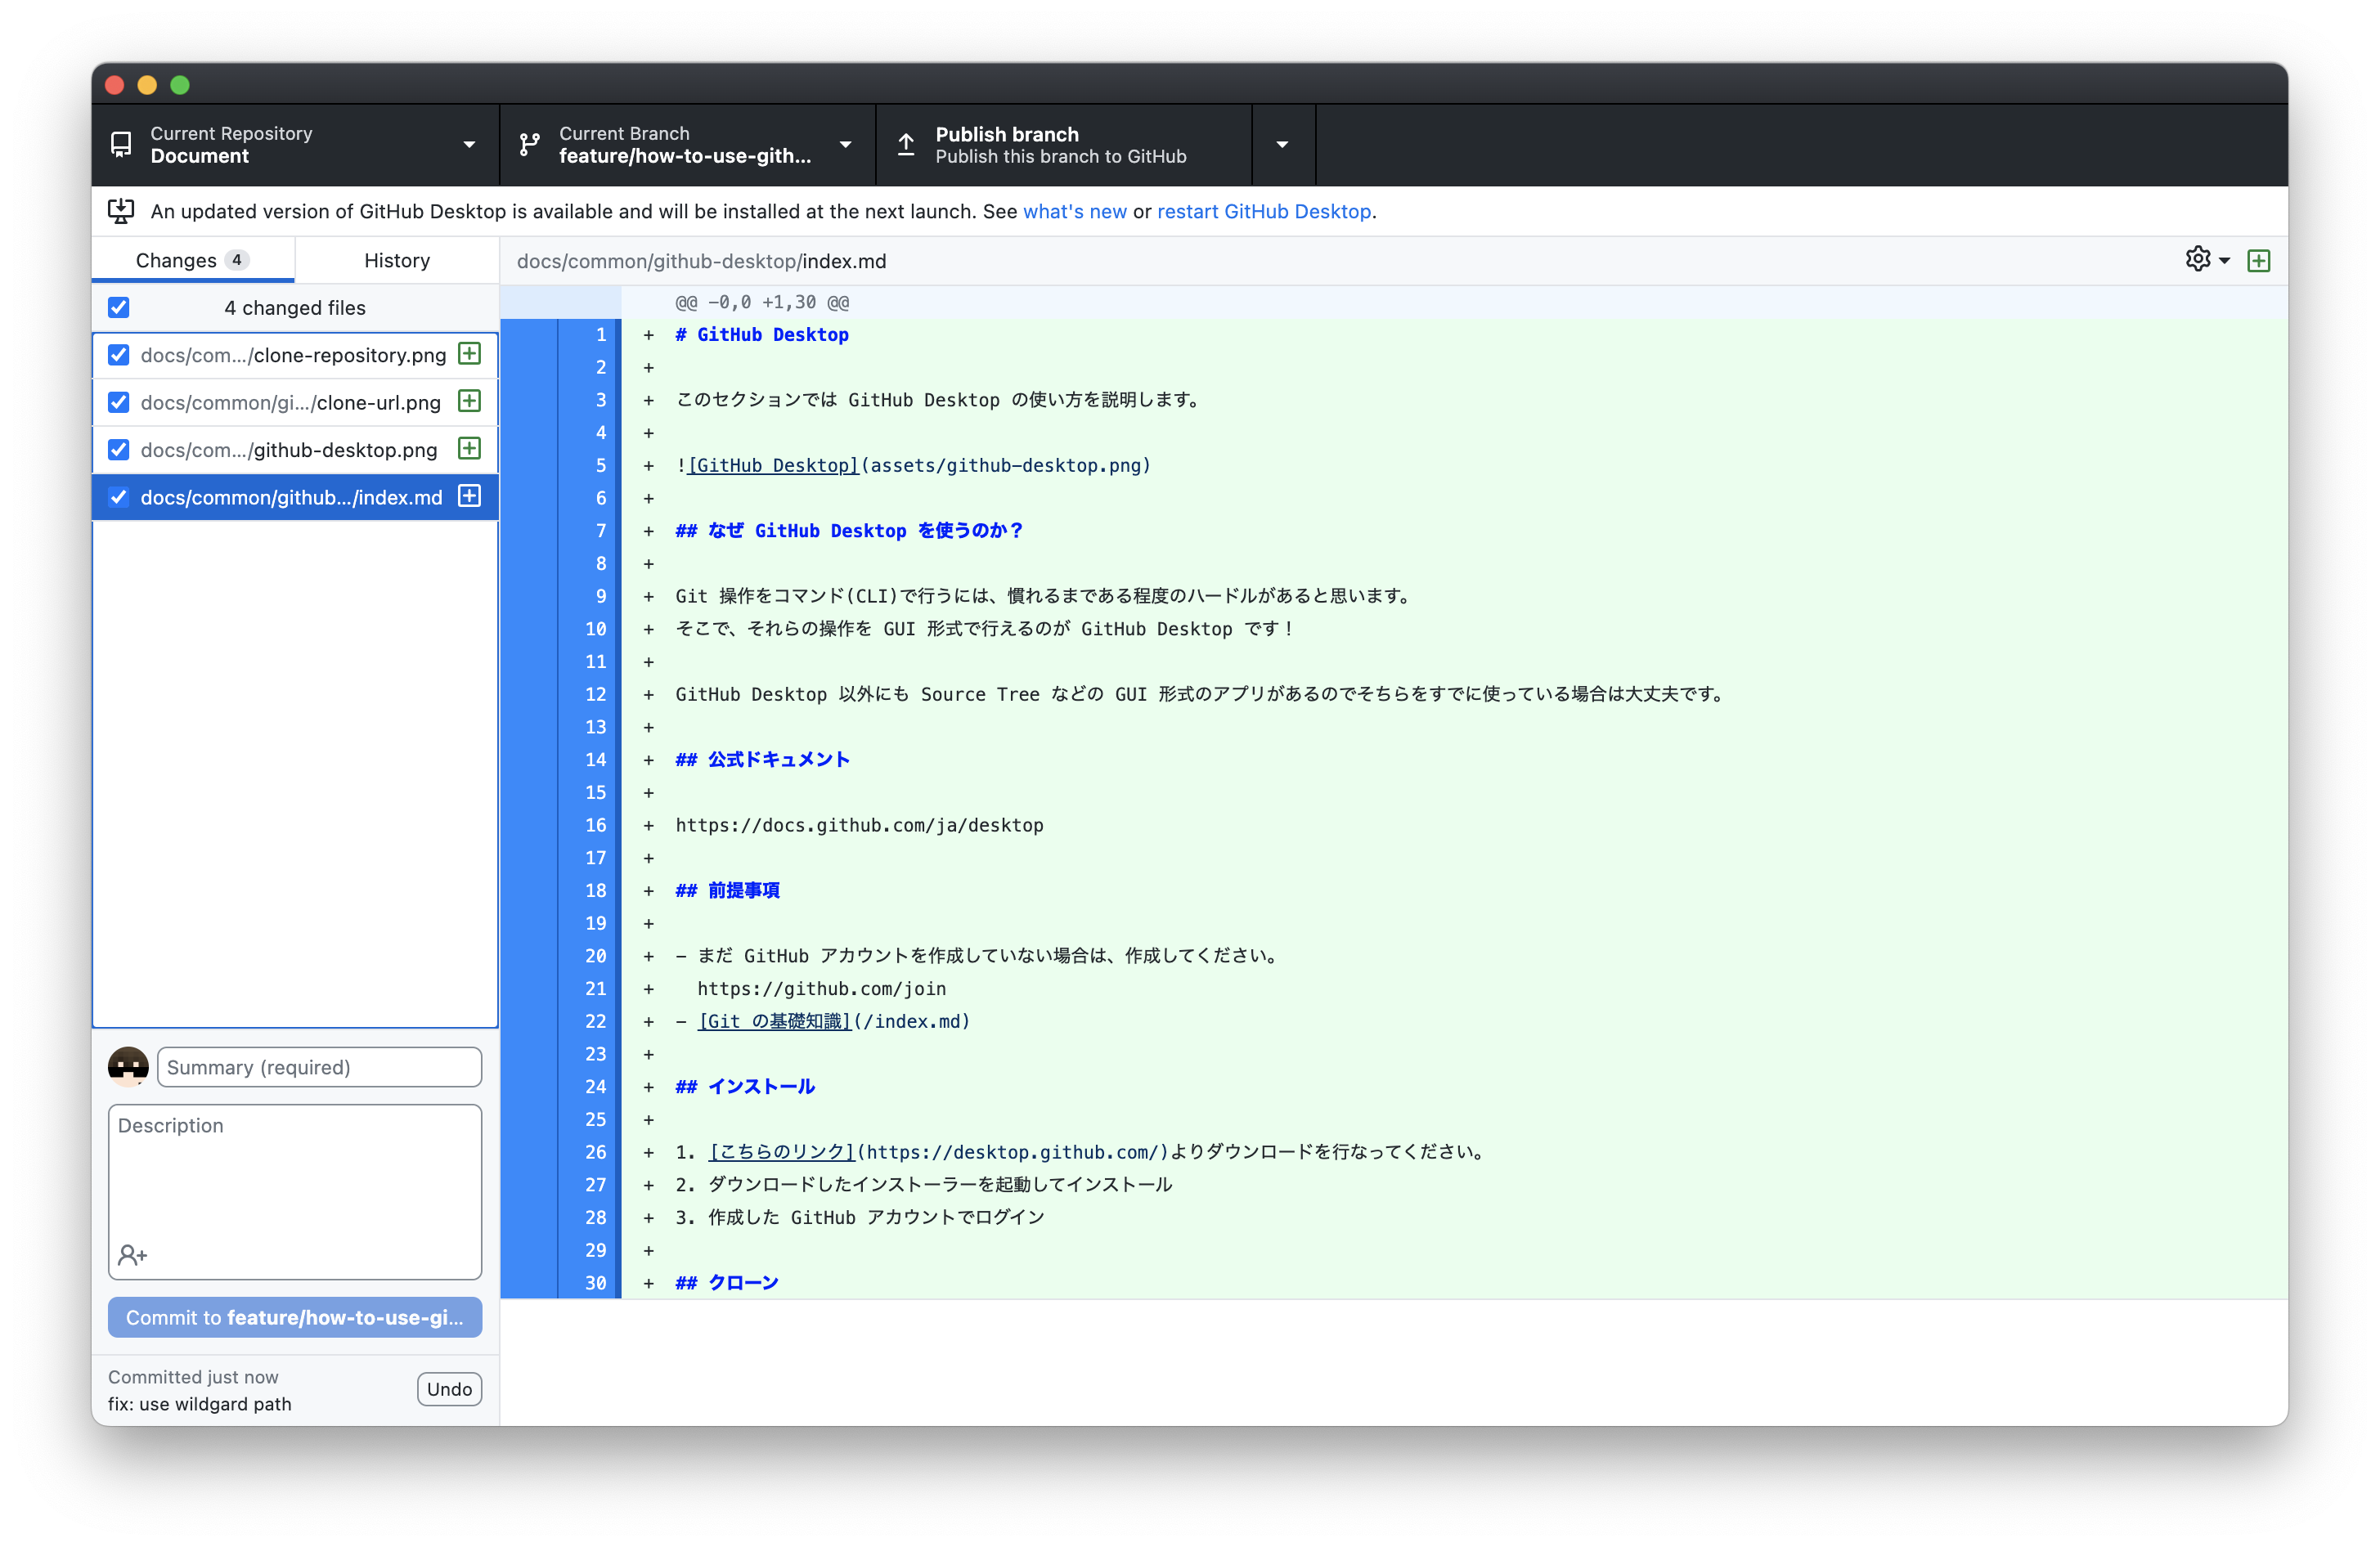 Current Repository
Document
Current Branch
feature/how-to-use-gith...
Publish branch
Publish this branch to GitHub
An updated version of GitHub Desktop is available and will be installed at the next launch. See what's new or restart GitHub Desktop.
Changes 4
History
4 changed files
docs/com.../clone-repository.png
docs/common/gi.../clone-url.png
docs/com.../github-desktop.png
docs/common/github.../index.md
Summary (required)
Description
Commit to feature/how-to-use-gi...
Committed just now
fix: use wildgard path
Undo
docs/common/github-desktop/index.md
@@ -0,0 +1,30 @@
1 + # GitHub Desktop
2 +
3 + このセクションでは GitHub Desktop の使い方を説明します。
4 +
5 + ![GitHub Desktop](assets/github-desktop.png)
6 +
7 + ## なぜ GitHub Desktop を使うのか？
8 +
9 + Git 操作をコマンド(CLI)で行うには、慣れるまである程度のハードルがあると思います。
10 + そこで、それらの操作を GUI 形式で行えるのが GitHub Desktop です！
11 +
12 + GitHub Desktop 以外にも Source Tree などの GUI 形式のアプリがあるのでそちらをすでに使っている場合は大丈夫です。
13 +
14 + ## 公式ドキュメント
15 +
16 + https://docs.github.com/ja/desktop
17 +
18 + ## 前提事項
19 +
20 + - まだ GitHub アカウントを作成していない場合は、作成してください。
21 + https://github.com/join
22 + - [Git の基礎知識](/index.md)
23 +
24 + ## インストール
25 +
26 + 1. [こちらのリンク](https://desktop.github.com/)よりダウンロードを行なってください。
27 + 2. ダウンロードしたインストーラーを起動してインストール
28 + 3. 作成した GitHub アカウントでログイン
29 +
30 + ## クローン